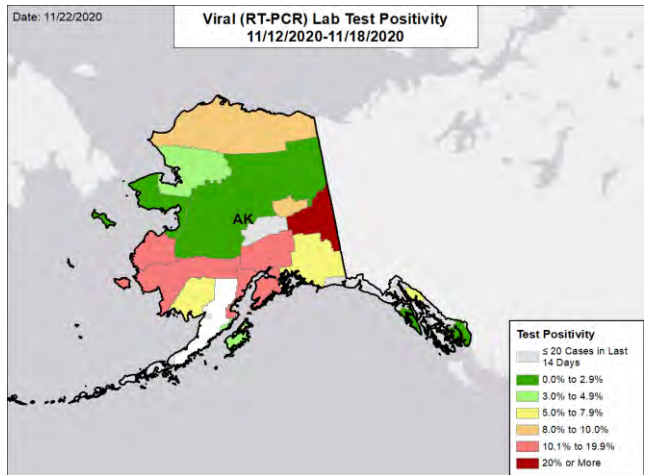 Date: 11/22/2020
Viral (RT-PCR) Lab Test Positivity
11/12/2020-11/18/2020
AK
Test Positivity
≤ 20 Cases in Last
14 Days
0.0% to 2.9%
3.0% to 4.9%
5.0% to 7.9%
8.0% to 10.0%
10.1% to 19.9%
20% or More